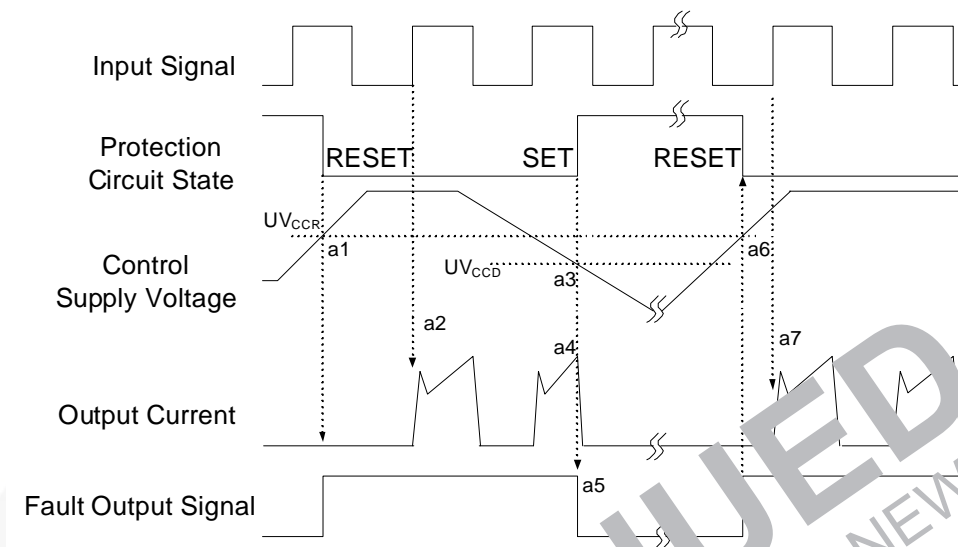 Input Signal
Protection
Circuit State
RESET
SET
RESET
UVCCR
a1
Control
Supply Voltage
UVCCD
a3
a6
a2
a4
a7
Output Current
a5
Fault Output Signal
NEW